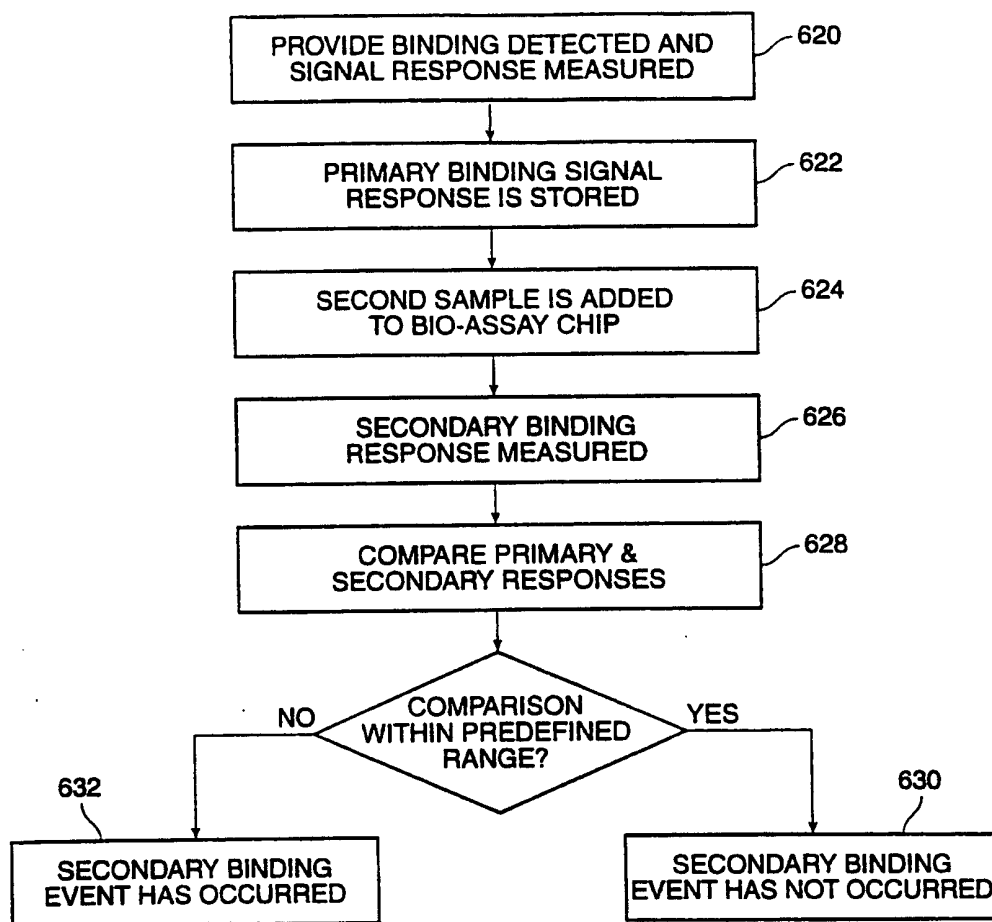 PROVIDE BINDING DETECTED AND
SIGNAL RESPONSE MEASURED
620
PRIMARY BINDING SIGNAL
RESPONSE IS STORED
622
SECOND SAMPLE IS ADDED
TO BIO-ASSAY CHIP
624
SECONDARY BINDING
RESPONSE MEASURED
626
COMPARE PRIMARY &
SECONDARY RESPONSES
628
COMPARISON
WITHIN PREDEFINED
RANGE?
NO
YES
632
SECONDARY BINDING
EVENT HAS OCCURRED
630
SECONDARY BINDING
EVENT HAS NOT OCCURRED